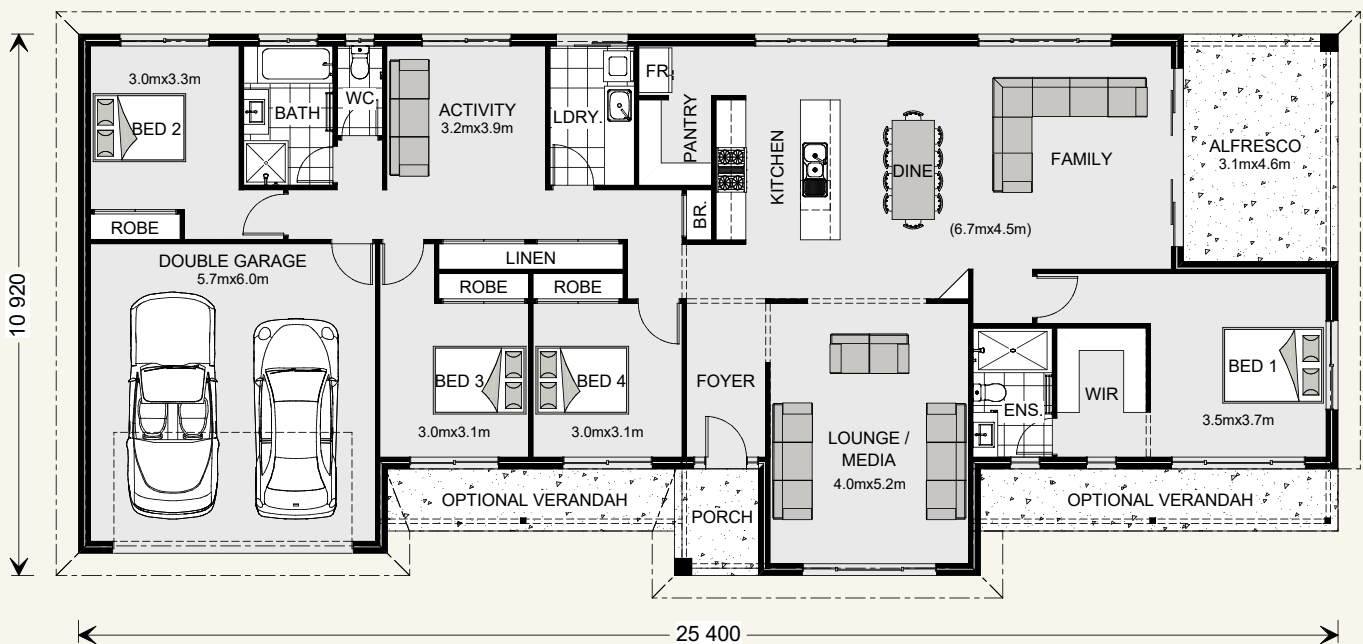 3.0mx3.3m
BED 2
BATH
WC
ACTIVITY
3.2mx3.9m
LDRY.
FR.
PANTRY
KITCHEN
DINE
FAMILY
(6.7mx4.5m)
ALFRESCO
3.1mx4.6m
ROBE
BR.
DOUBLE GARAGE
5.7mx6.0m
LINEN
ROBE
ROBE
BED 3
3.0mx3.1m
BED 4
3.0mx3.1m
FOYER
LOUNGE /
MEDIA
4.0mx5.2m
ENS.
WIR
BED 1
3.5mx3.7m
OPTIONAL VERANDAH
PORCH
OPTIONAL VERANDAH
10 920
25 400